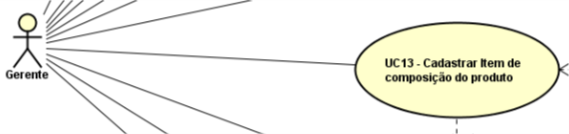 Gerente
UC13 - Cadastrar Item de
composição do produto